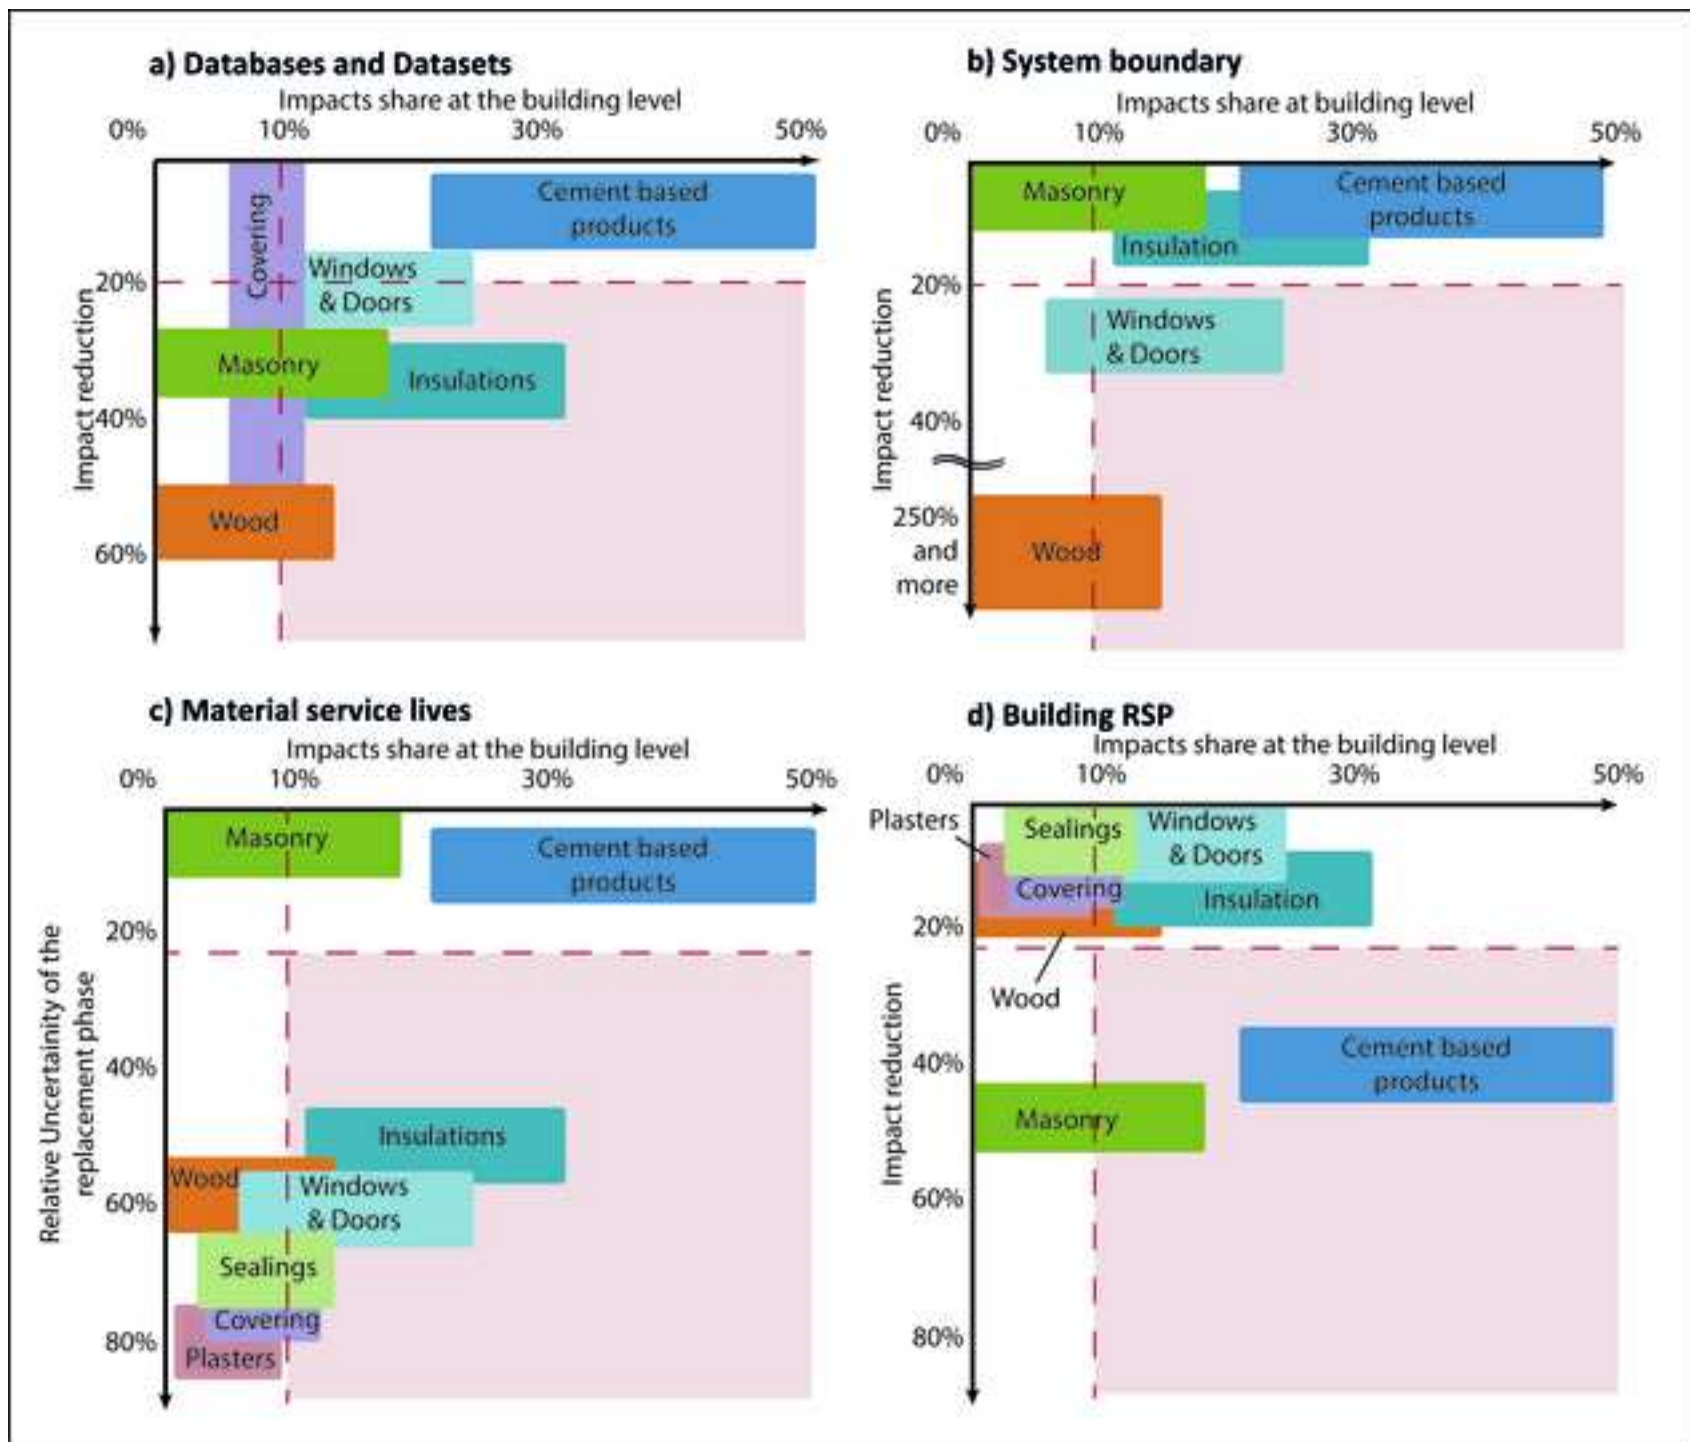 a) Databases and Datasets
Impacts share at the building level
0% 10% 30% 50%
Covering
Cement based
products
Windows
& Doors
20%
Masonry
Insulations
40%
Wood
60%
Impact reduction
b) System boundary
Impacts share at building level
0% 10% 30% 50%
Masonry
Cement based
products
Insulation
20%
Windows
& Doors
40%
250%
and
more
Wood
Impact reduction
c) Material service lives
Impacts share at the building level
0% 10% 30% 50%
Masonry
Cement based
products
20%
40%
Insulations
Wood
Windows
& Doors
60%
Sealings
Covering
80%
Plasters
Relative Uncertainity of the
replacement phase
d) Building RSP
Impacts share at the building level
0% 10% 30% 50%
Plasters
Sealings
Windows
& Doors
Covering
Insulation
20%
Wood
Cement based
products
40%
Masonry
60%
80%
Impact reduction